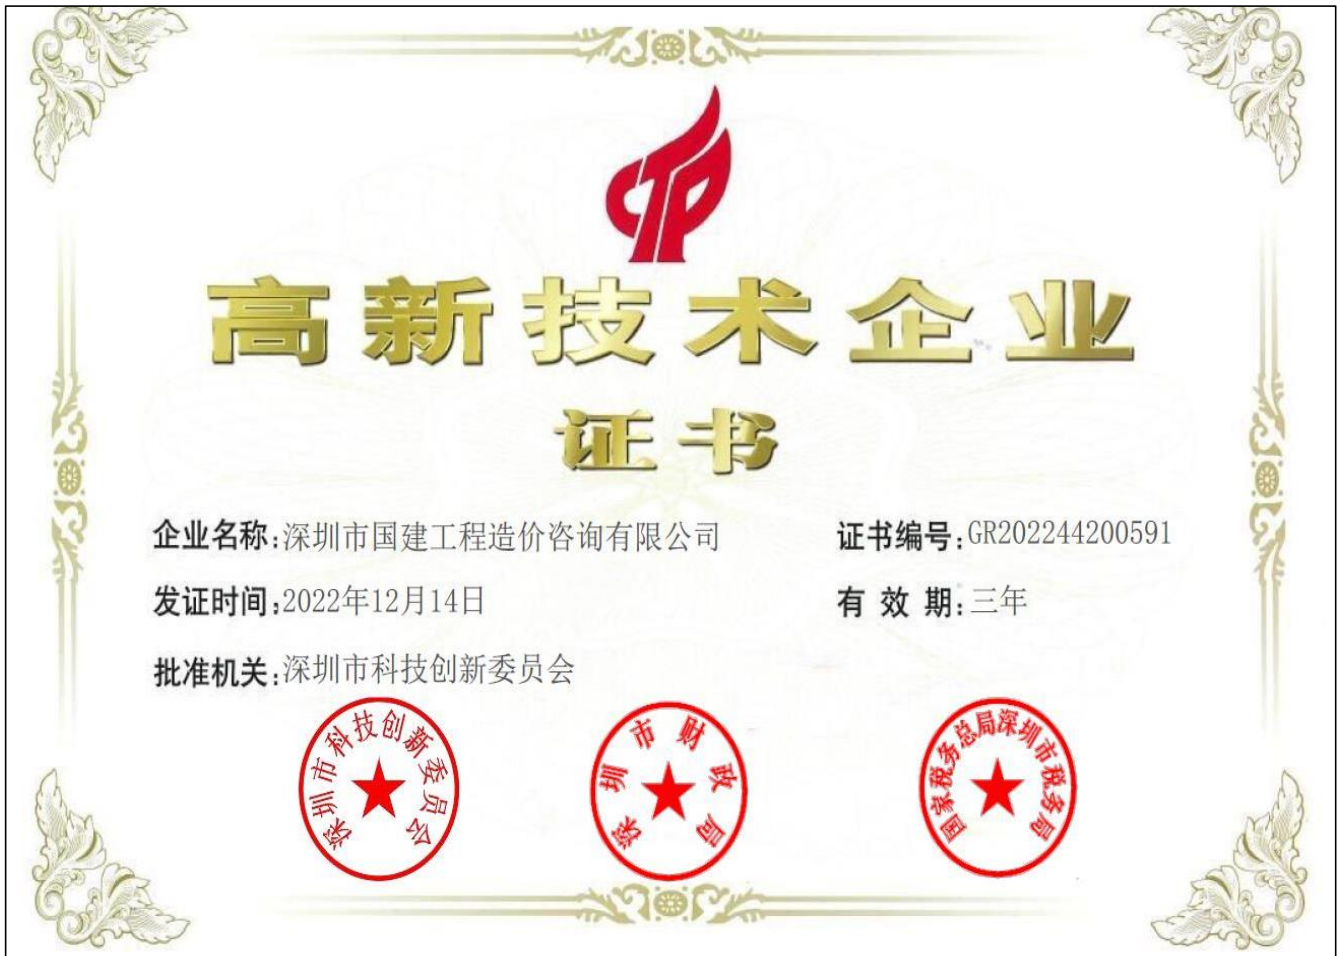 CTP
高新技术企业
证书
企业名称:深圳市国建工程造价咨询有限公司
证书编号:GR202244200591
发证时间:2022年12月14日
有 效 期:三年
批准机关:深圳市科技创新委员会
深圳市科技创新委员会
深圳市财政局
国家税务总局深圳市税务局